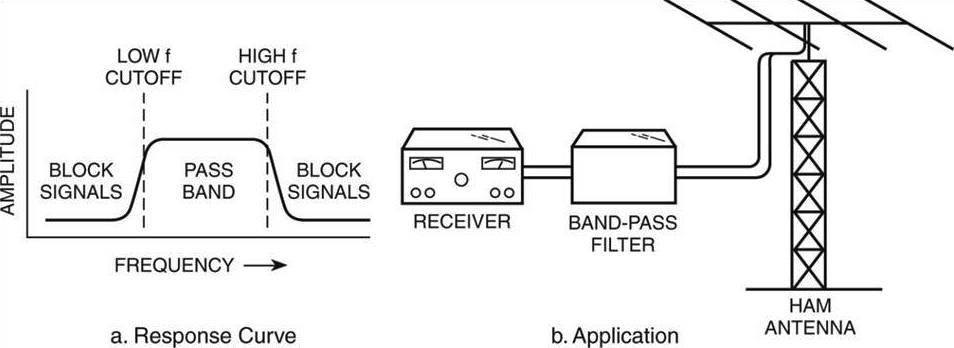 LOW f
CUTOFF
HIGH f
CUTOFF
AMPLITUDE
BLOCK
SIGNALS
PASS
BAND
BLOCK
SIGNALS
FREQUENCY
a. Response Curve
RECEIVER
BAND-PASS
FILTER
HAM
ANTENNA
b. Application